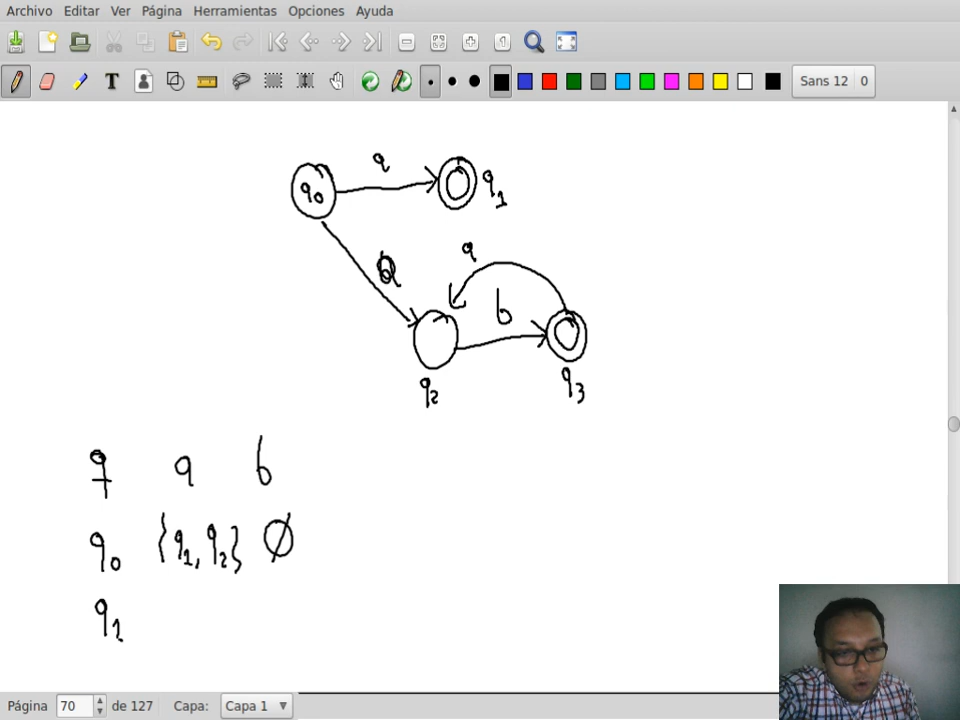 Archivo Editar Ver Página Herramientas Opciones Ayuda
Sans 12 0
a
q0
q1
a
a
b
q2
q3
q a b
q0 {q1, q2} ∅
q1
Página 70 de 127 Capa: Capa 1